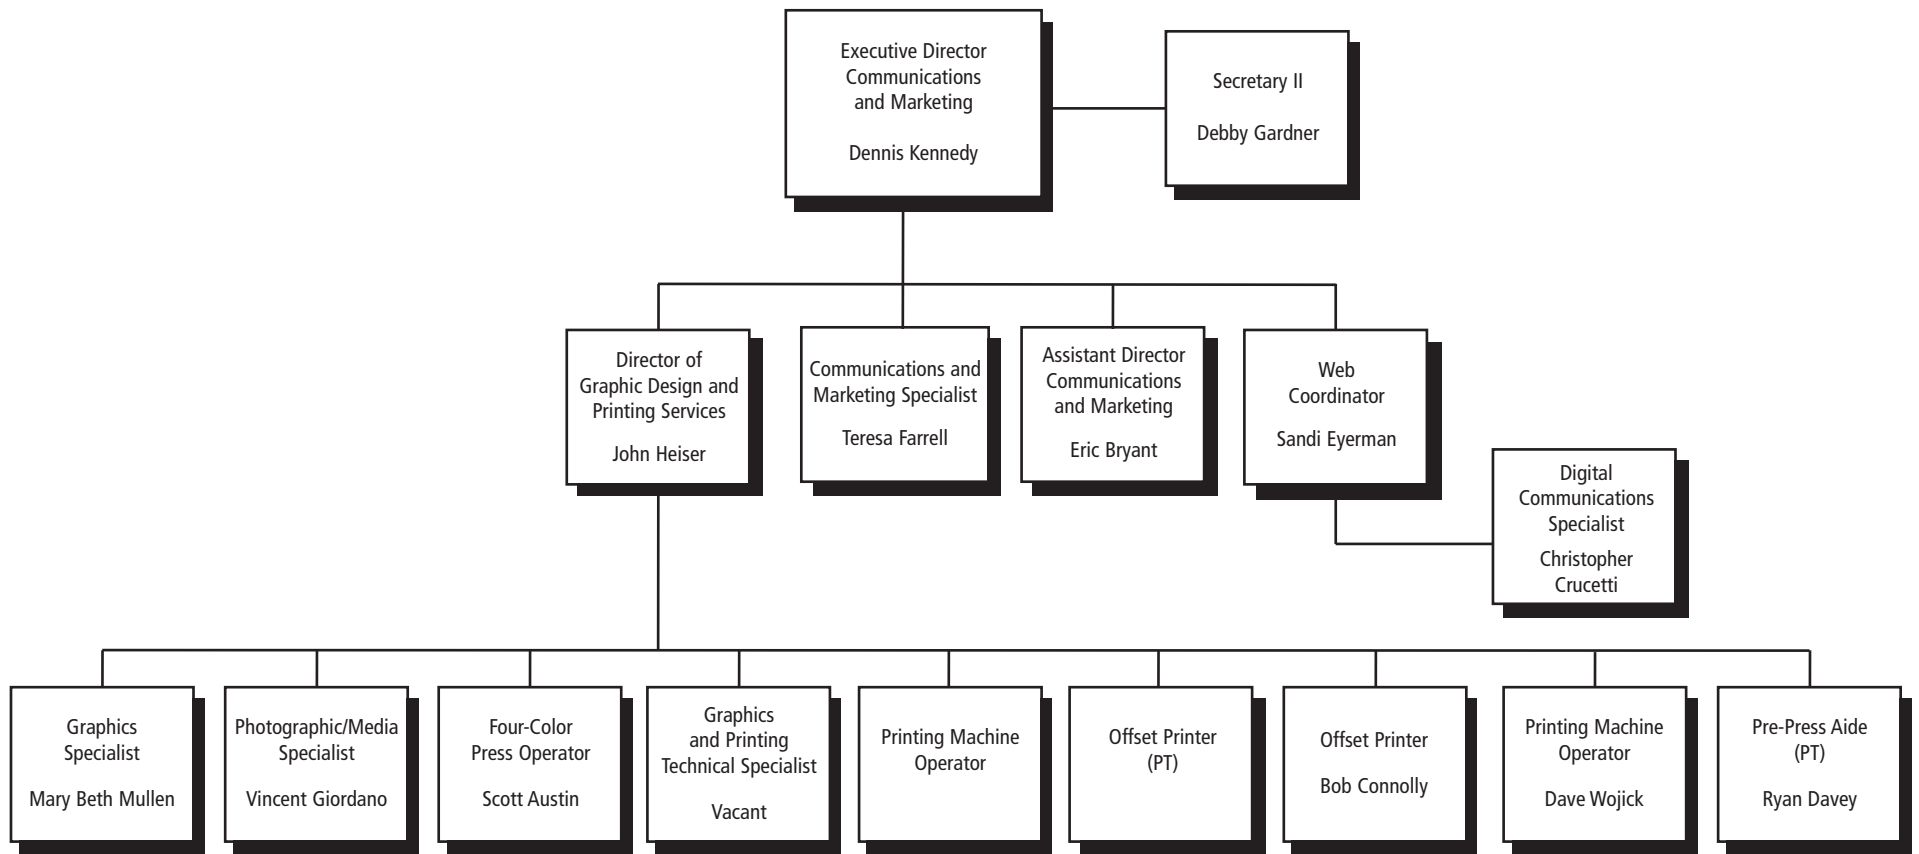 Executive Director
Communications
and Marketing
Dennis Kennedy
Secretary II
Debby Gardner
Director of
Graphic Design and
Printing Services
John Heiser
Communications and
Marketing Specialist
Teresa Farrell
Assistant Director
Communications
and Marketing
Eric Bryant
Web
Coordinator
Sandi Eyerman
Digital
Communications
Specialist
Christopher
Crucetti
Graphics
Specialist
Mary Beth Mullen
Photographic/Media
Specialist
Vincent Giordano
Four-Color
Press Operator
Scott Austin
Graphics
and Printing
Technical Specialist
Vacant
Printing Machine
Operator
Offset Printer
(PT)
Offset Printer
Bob Connolly
Printing Machine
Operator
Dave Wojick
Pre-Press Aide
(PT)
Ryan Davey